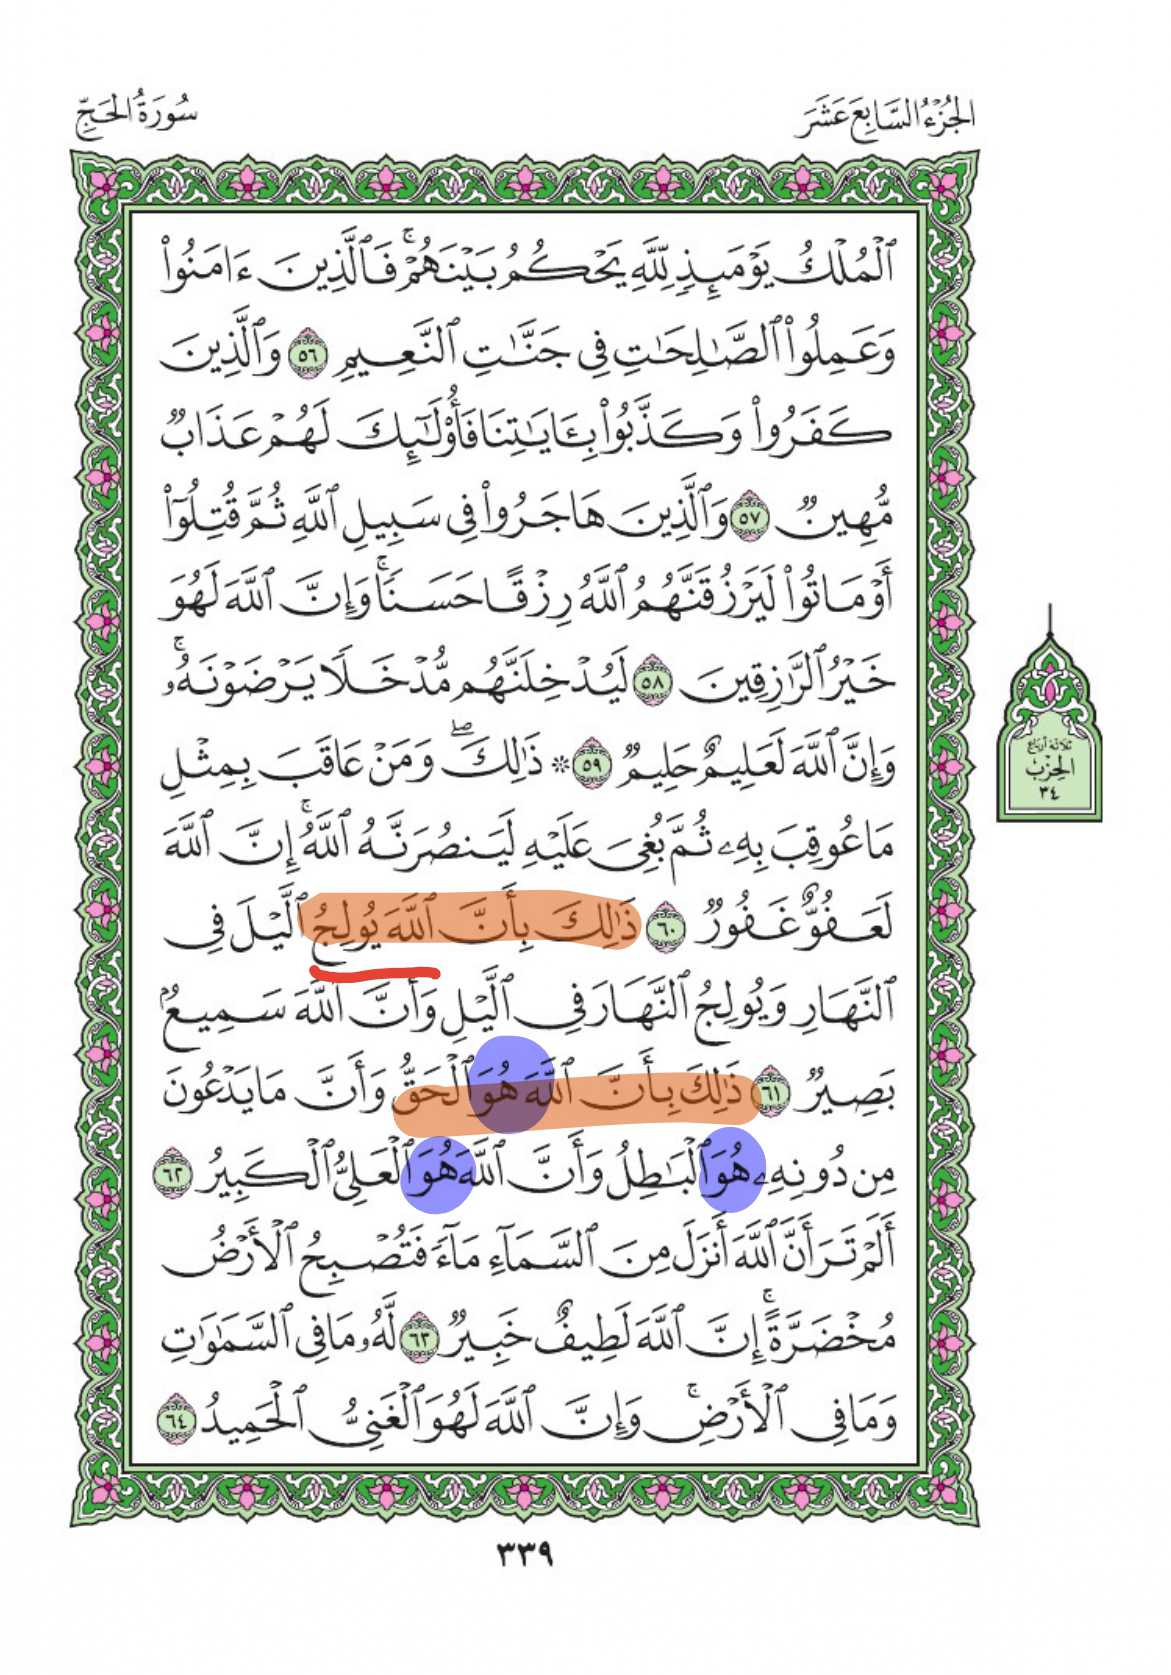 الجُزْءُ السَّابِعَ عَشَرَ
سُورَةُ الحَجِّ
ٱلۡمُلۡكُ يَوۡمَئِذٖ لِّلَّهِ يَحۡكُمُ بَيۡنَهُمۡۚ فَٱلَّذِينَ ءَامَنُواْ
وَعَمِلُواْ ٱلصَّٰلِحَٰتِ فِي جَنَّٰتِ ٱلنَّعِيمِ ٥٦ وَٱلَّذِينَ
كَفَرُواْ وَكَذَّبُواْ بِـَٔايَٰتِنَا فَأُوْلَٰٓئِكَ لَهُمۡ عَذَابٞ
مُّهِينٞ ٥٧ وَٱلَّذِينَ هَاجَرُواْ فِي سَبِيلِ ٱللَّهِ ثُمَّ قُتِلُوٓاْ
أَوۡ مَاتُواْ لَيَرۡزُقَنَّهُمُ ٱللَّهُ رِزۡقًا حَسَنٗاۚ وَإِنَّ ٱللَّهَ لَهُوَ
خَيۡرُ ٱلرَّٰزِقِينَ ٥٨ لَيُدۡخِلَنَّهُم مُّدۡخَلٗا يَرۡضَوۡنَهُۥۚ
وَإِنَّ ٱللَّهَ لَعَلِيمٌ حَلِيمٞ ٥٩ ۞ ذَٰلِكَۖ وَمَنۡ عَاقَبَ بِمِثۡلِ
مَا عُوقِبَ بِهِۦ ثُمَّ بُغِيَ عَلَيۡهِ لَيَنصُرَنَّهُ ٱللَّهُۚ إِنَّ ٱللَّهَ
لَعَفُوٌّ غَفُورٞ ٦٠ ذَٰلِكَ بِأَنَّ ٱللَّهَ يُولِجُ ٱلَّيۡلَ فِي
ٱلنَّهَارِ وَيُولِجُ ٱلنَّهَارَ فِي ٱلَّيۡلِ وَأَنَّ ٱللَّهَ سَمِيعُۢ
بَصِيرٞ ٦١ ذَٰلِكَ بِأَنَّ ٱللَّهَ هُوَ ٱلۡحَقُّ وَأَنَّ مَا يَدۡعُونَ
مِن دُونِهِۦ هُوَ ٱلۡبَٰطِلُ وَأَنَّ ٱللَّهَ هُوَ ٱلۡعَلِيُّ ٱلۡكَبِيرُ ٦٢
أَلَمۡ تَرَ أَنَّ ٱللَّهَ أَنزَلَ مِنَ ٱلسَّمَآءِ مَآءٗ فَتُصۡبِحُ ٱلۡأَرۡضُ
مُخۡضَرَّةًۚ إِنَّ ٱللَّهَ لَطِيفٌ خَبِيرٞ ٦٣ لَّهُۥ مَا فِي ٱلسَّمَٰوَٰتِ
وَمَا فِي ٱلۡأَرۡضِۚ وَإِنَّ ٱللَّهَ لَهُوَ ٱلۡغَنِيُّ ٱلۡحَمِيدُ ٦٤
ثلاثة أرباع
الحِزب
٣٤
٣٣٩